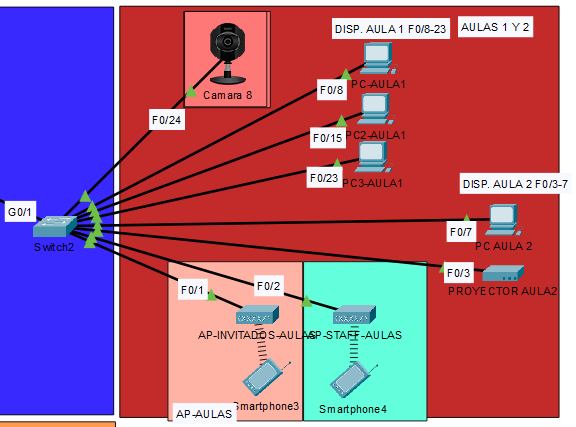 DISP. AULA 1 F0/8-23
AULAS 1 Y 2
Camara 8
F0/24
F0/8
PC-AULA1
F0/15
PC2-AULA1
F0/23
PC3-AULA1
DISP. AULA 2 F0/3-7
G0/1
Switch2
F0/7
PC AULA 2
F0/3
PROYECTOR AULA2
F0/1
F0/2
AP-INVITADOS-AULAS
AP-STAFF-AULAS
Smartphone3
Smartphone4
AP-AULAS